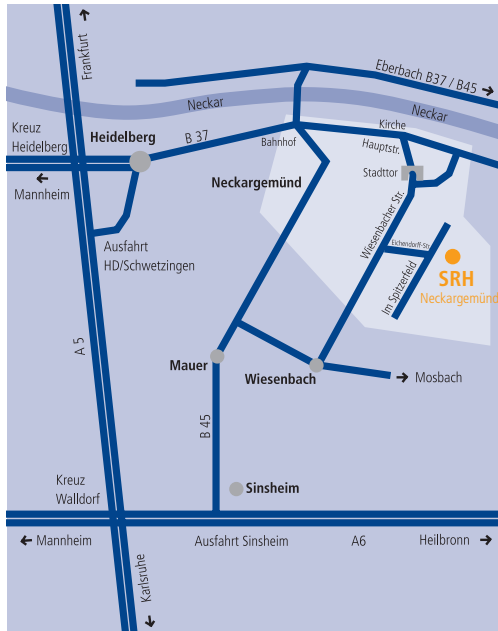 Frankfurt
Eberbach B37 / B45
Neckar
Neckar
Kreuz
Heidelberg
Heidelberg
B 37
Kirche
Hauptstr.
Bahnhof
Stadttor
Mannheim
Neckargemünd
Wiesenbacher Str.
Eichendorff-Str.
Im Spitzerfeld
Ausfahrt
HD/Schwetzingen
SRH
Neckargemünd
A 5
Mauer
Wiesenbach
Mosbach
B 45
Kreuz
Walldorf
Sinsheim
Mannheim
Ausfahrt Sinsheim
A6
Heilbronn
Karlsruhe